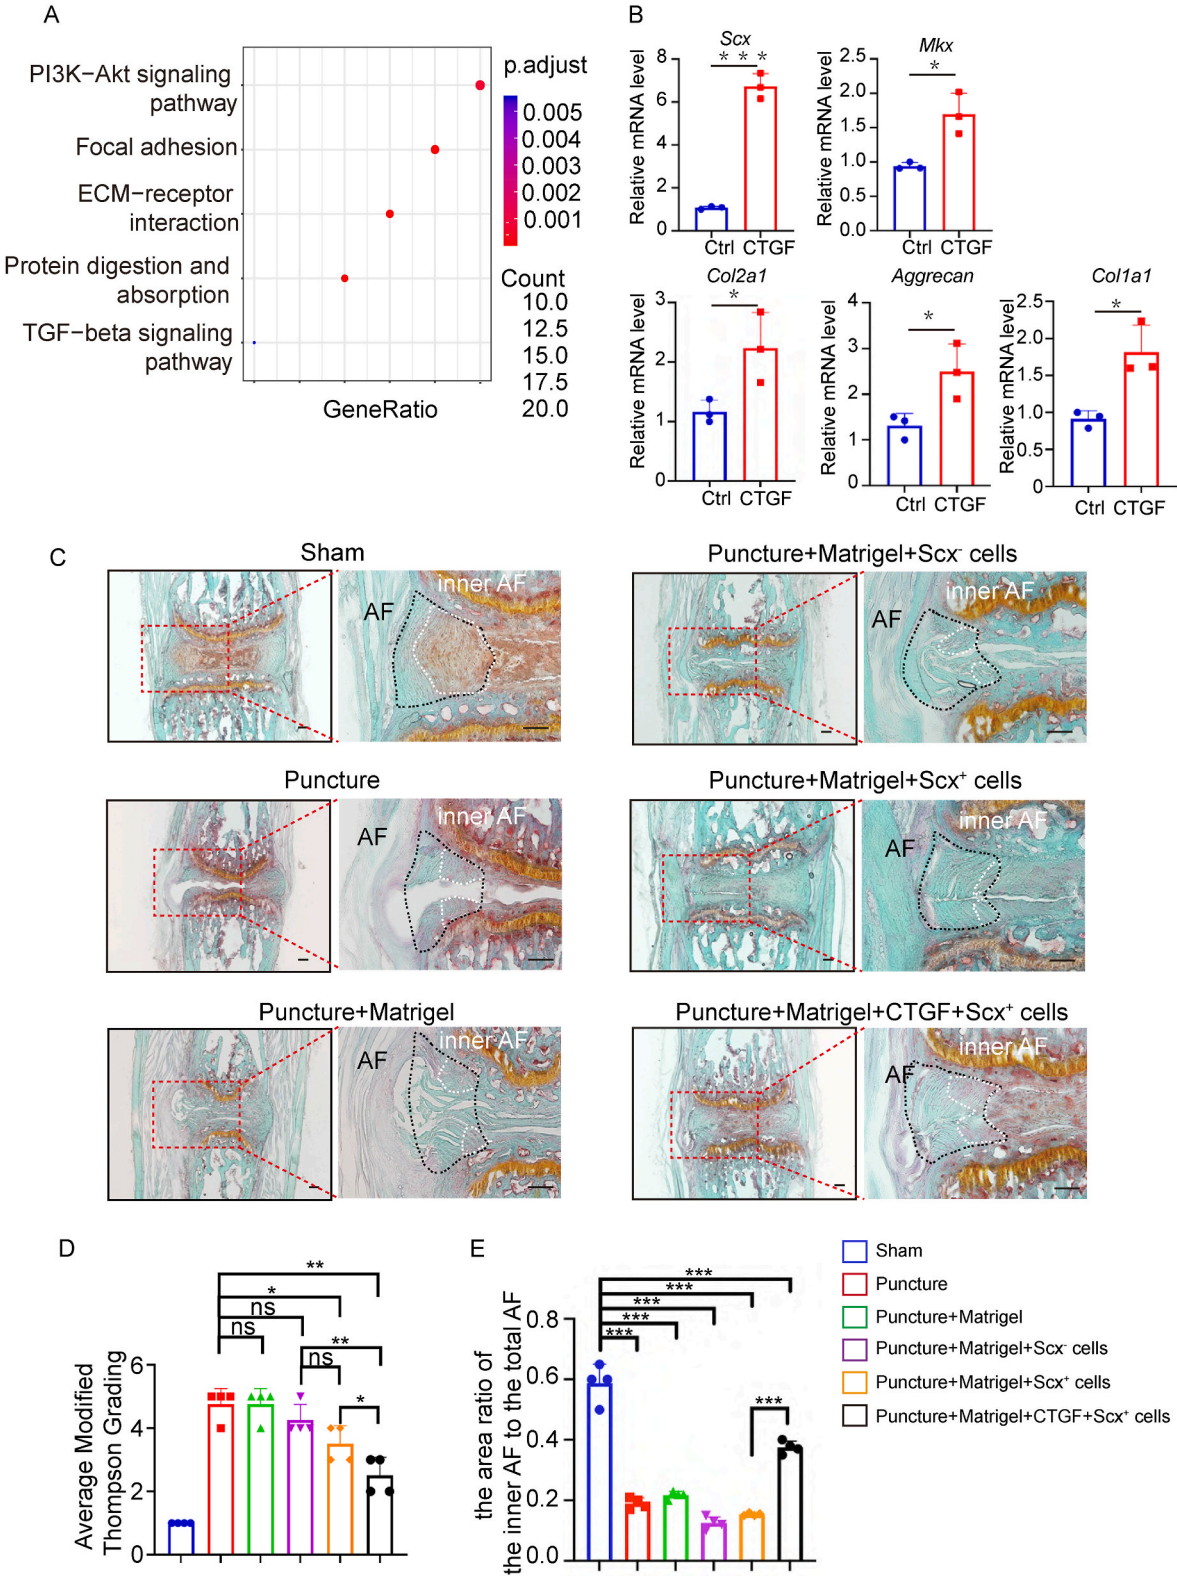 A
PI3K−Akt signaling
pathway
Focal adhesion
ECM−receptor
interaction
Protein digestion and
absorption
TGF−beta signaling
pathway
GeneRatio
p.adjust
0.005
0.004
0.003
0.002
0.001
Count
10.0
12.5
15.0
17.5
20.0
B
Scx
***
Relative mRNA level
8
6
4
2
0
Ctrl CTGF
Mkx
*
Relative mRNA level
2.5
2.0
1.5
1.0
0.5
0.0
Ctrl CTGF
Col2a1
*
Relative mRNA level
3
2
1
0
Ctrl CTGF
Aggrecan
*
Relative mRNA level
4
3
2
1
0
Ctrl CTGF
Col1a1
*
Relative mRNA level
2.5
2.0
1.5
1.0
0.5
0
Ctrl CTGF
C
Sham
AF
inner AF
Puncture+Matrigel+Scx⁻ cells
AF
inner AF
Puncture
AF
inner AF
Puncture+Matrigel+Scx⁺ cells
AF
inner AF
Puncture+Matrigel
AF
inner AF
Puncture+Matrigel+CTGF+Scx⁺ cells
AF
inner AF
D
Average Modified
Thompson Grading
6
4
2
0
**
*
ns
ns
**
ns
*
E
the area ratio of
the inner AF to the total AF
0.8
0.6
0.4
0.2
0.0
***
***
***
***
***
***
Sham
Puncture
Puncture+Matrigel
Puncture+Matrigel+Scx⁻ cells
Puncture+Matrigel+Scx⁺ cells
Puncture+Matrigel+CTGF+Scx⁺ cells